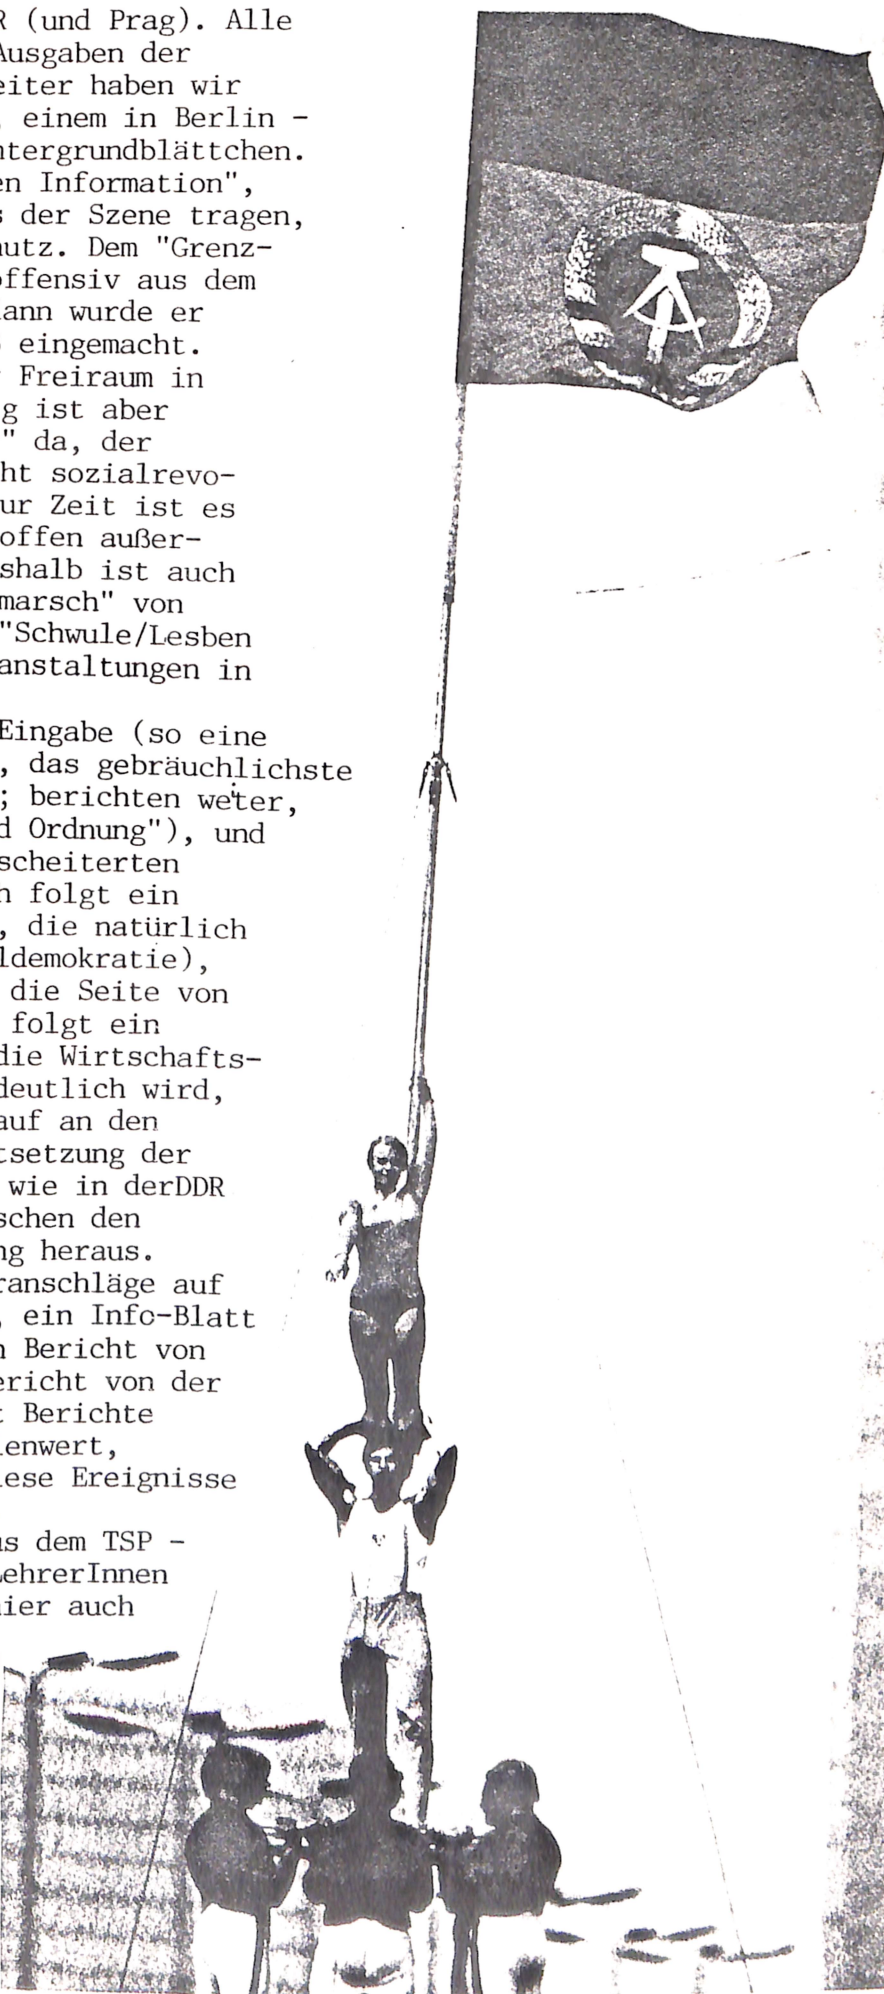 R (und Prag). Alle
Ausgaben der
eiter haben wir
, einem in Berlin -
ntergrundblättchen.
en Information",
s der Szene tragen,
hutz. Dem "Grenz-
offensiv aus dem
dann wurde er
s eingemacht.
r Freiraum in
g ist aber
" da, der
ht sozialrevo-
ur Zeit ist es
offen außer-
shalb ist auch
marsch" von
"Schwule/Lesben
anstaltungen in
Eingabe (so eine
, das gebräuchlichste
; berichten weiter,
d Ordnung"), und
scheiterten
n folgt ein
, die natürlich
ldemokratie),
die Seite von
folgt ein
die Wirtschafts-
deutlich wird,
auf an den
tsetzung der
wie in derDDR
schen den
ng heraus.
ranschläge auf
, ein Info-Blatt
n Bericht von
ericht von der
t Berichte
lenwert,
iese Ereignisse
us dem TSP -
LehrerInnen
hier auch